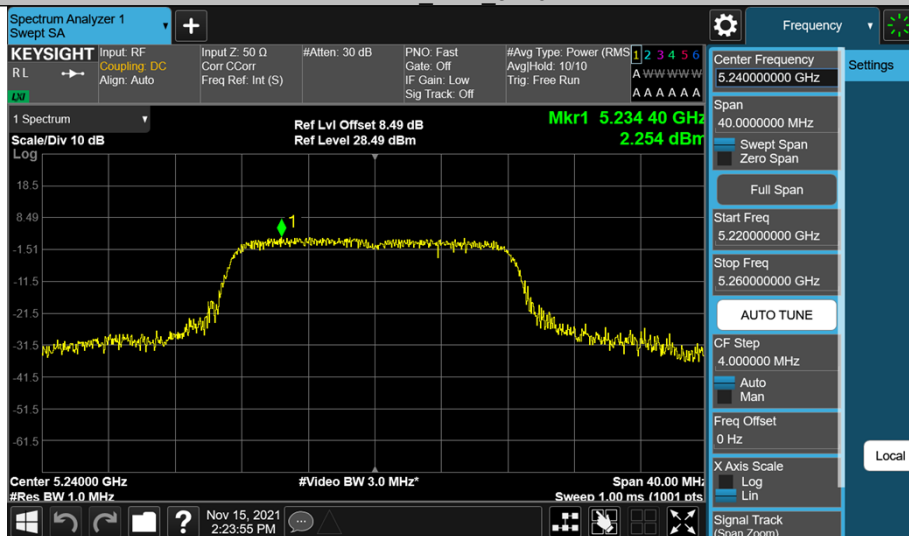 Spectrum Analyzer 1
Swept SA
+
Frequency
KEYSIGHT
RL
LXI
Input: RF
Coupling: DC
Align: Auto
Input Z: 50 Ω
Corr CCorr
Freq Ref: Int (S)
#Atten: 30 dB
PNO: Fast
Gate: Off
IF Gain: Low
Sig Track: Off
#Avg Type: Power (RMS
Avg|Hold: 10/10
Trig: Free Run
1 2 3 4 5 6
A W W W W W
A A A A A A
Center Frequency
5.240000000 GHz
Settings
Span
40.0000000 MHz
Swept Span
Zero Span
Full Span
Start Freq
5.220000000 GHz
Stop Freq
5.260000000 GHz
AUTO TUNE
CF Step
4.000000 MHz
Auto
Man
Freq Offset
0 Hz
X Axis Scale
Log
Lin
Signal Track
(Span Zoom)
Local
1 Spectrum
Scale/Div 10 dB
Log
Ref Lvl Offset 8.49 dB
Ref Level 28.49 dBm
Mkr1 5.234 40 GHz
2.254 dBm
1
18.5
8.49
-1.51
-11.5
-21.5
-31.5
-41.5
-51.5
-61.5
Center 5.24000 GHz
#Res BW 1.0 MHz
#Video BW 3.0 MHz*
Span 40.00 MHz
Sweep 1.00 ms (1001 pts
?
Nov 15, 2021
2:23:55 PM